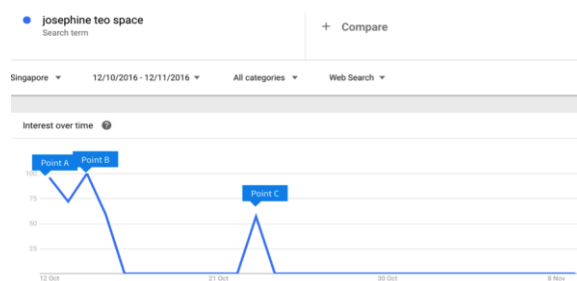 josephine teo space
Search term
+ Compare
Singapore 12/10/2016 - 12/11/2016 All categories Web Search
Interest over time
Point A Point B
100
75
Point C
50
25
12 Oct 21 Oct 30 Oct 8 Nov